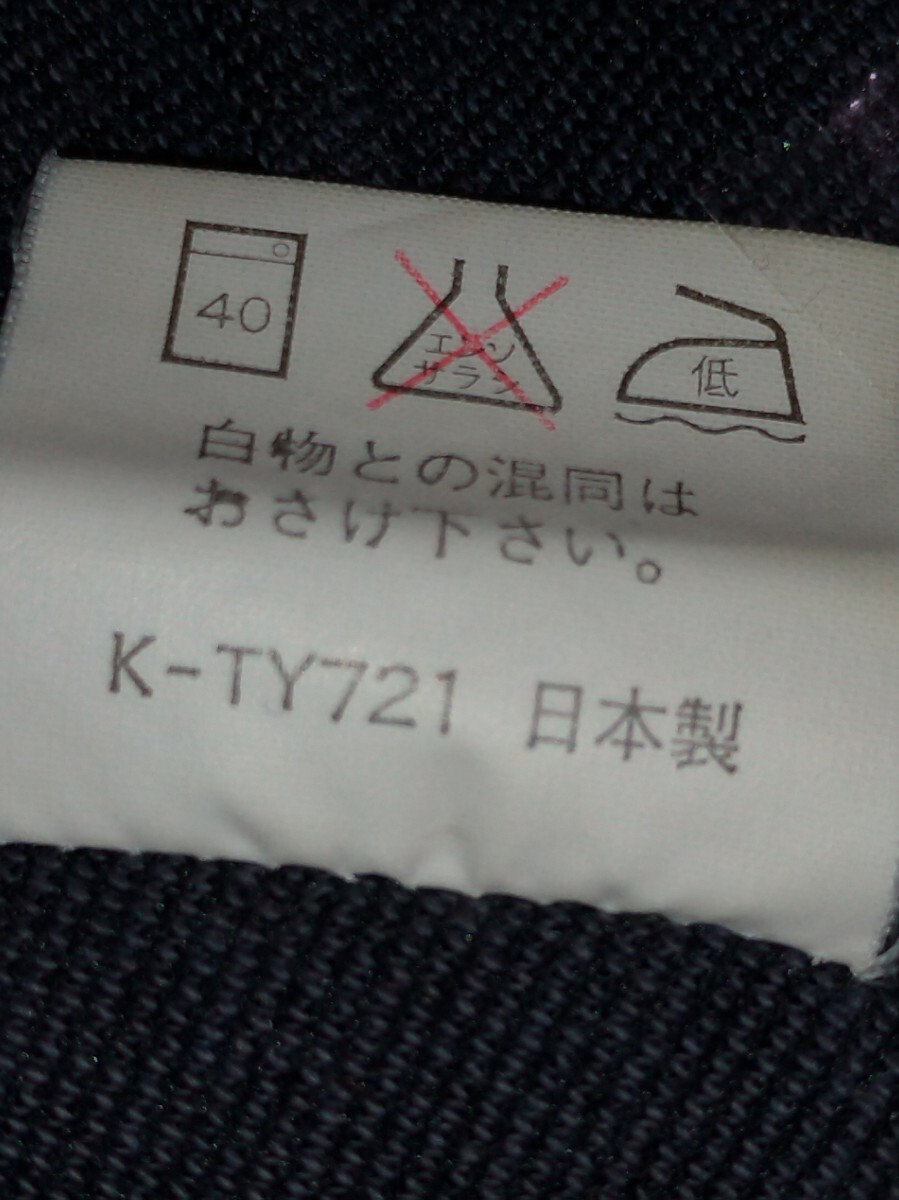 40
エンソ
サラシ
低
白物との混同は
おさけ下さい。
K-TY721 日本製